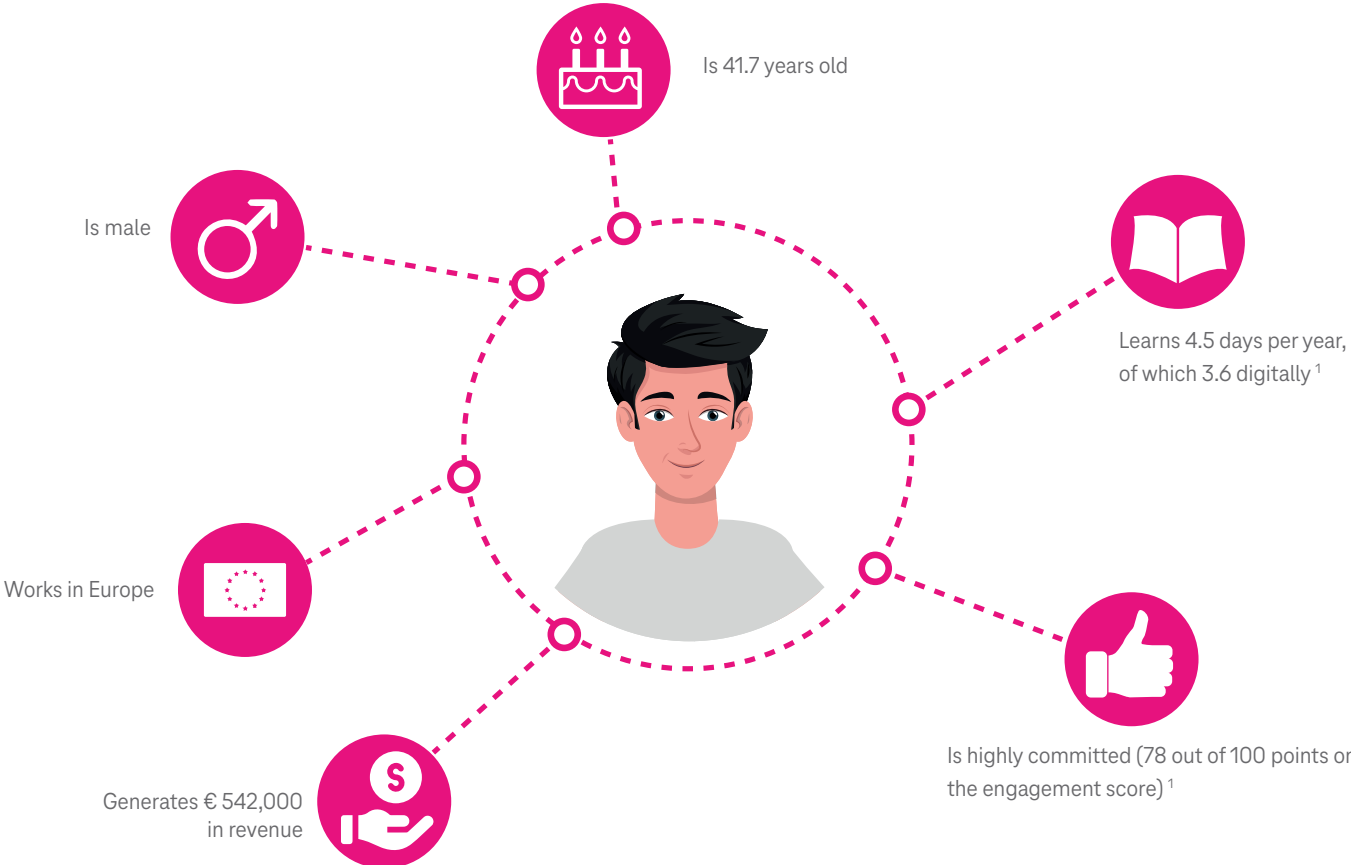 Is 41.7 years old
Is male
Learns 4.5 days per year,
of which 3.6 digitally 1
Works in Europe
Is highly committed (78 out of 100 points
the engagement score) 1
Generates € 542,000
in revenue
$